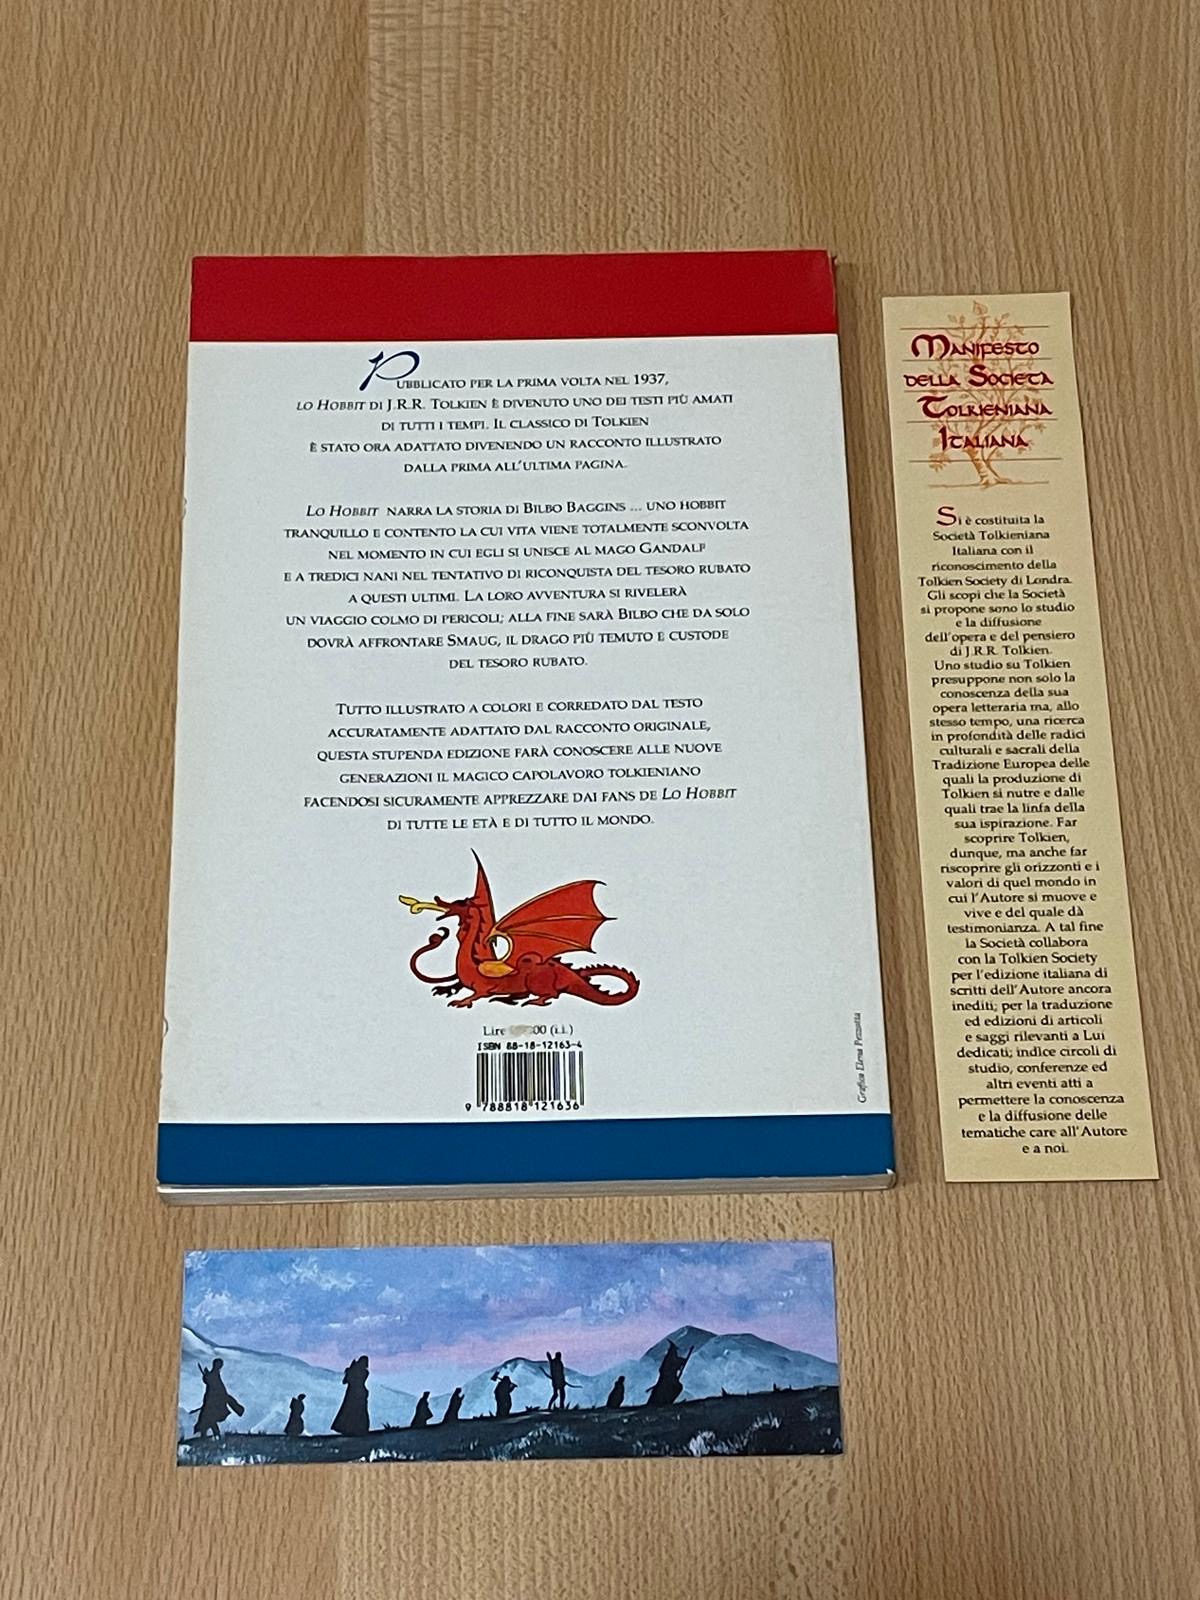 PUBBLICATO PER LA PRIMA VOLTA NEL 1937,
LO HOBBIT DI J.R.R. TOLKIEN È DIVENUTO UNO DEI TESTI PIÙ AMATI
DI TUTTI I TEMPI. IL CLASSICO DI TOLKIEN
È STATO ORA ADATTATO DIVENENDO UN RACCONTO ILLUSTRATO
DALLA PRIMA ALL'ULTIMA PAGINA.
LO HOBBIT NARRA LA STORIA DI BILBO BAGGINS ... UNO HOBBIT
TRANQUILLO E CONTENTO LA CUI VITA VIENE TOTALMENTE SCONVOLTA
NEL MOMENTO IN CUI EGLI SI UNISCE AL MAGO GANDALF
E A TREDICI NANI NEL TENTATIVO DI RICONQUISTA DEL TESORO RUBATO
A QUESTI ULTIMI. LA LORO AVVENTURA SI RIVELERÀ
UN VIAGGIO COLMO DI PERICOLI; ALLA FINE SARÀ BILBO CHE DA SOLO
DOVRÀ AFFRONTARE SMAUG, IL DRAGO PIÙ TEMUTO E CUSTODE
DEL TESORO RUBATO.
TUTTO ILLUSTRATO A COLORI E CORREDATO DAL TESTO
ACCURATAMENTE ADATTATO DAL RACCONTO ORIGINALE,
QUESTA STUPENDA EDIZIONE FARÀ CONOSCERE ALLE NUOVE
GENERAZIONI IL MAGICO CAPOLAVORO TOLKIENIANO
FACENDOSI SICURAMENTE APPREZZARE DAI FANS DE LO HOBBIT
DI TUTTE LE ETÀ E DI TUTTO IL MONDO.
Lire (i.i.)
ISBN 88-18-12163-4
9 788818 121636
Grafica Elena Pezzotta
MANIFESTO
DELLA SOCIETÀ
TOLKIENIANA
ITALIANA
Si è costituita la
Società Tolkieniana
Italiana con il
riconoscimento della
Tolkien Society di Londra.
Gli scopi che la Società
si propone sono lo studio
e la diffusione
dell'opera e del pensiero
di J.R.R. Tolkien.
Uno studio su Tolkien
presuppone non solo la
conoscenza della sua
opera letteraria ma, allo
stesso tempo, una ricerca
in profondità delle radici
culturali e sacrali della
Tradizione Europea delle
quali la produzione di
Tolkien si nutre e dalle
quali trae la linfa della
sua ispirazione. Far
scoprire Tolkien,
dunque, ma anche far
riscoprire gli orizzonti e i
valori di quel mondo in
cui l'Autore si muove e
vive e del quale dà
testimonianza. A tal fine
la Società collabora
con la Tolkien Society
per l'edizione italiana di
scritti dell'Autore ancora
inediti; per la traduzione
ed edizioni di articoli
e saggi rilevanti a Lui
dedicati; indice circoli di
studio, conferenze ed
altri eventi atti a
permettere la conoscenza
e la diffusione delle
tematiche care all'Autore
e a noi.